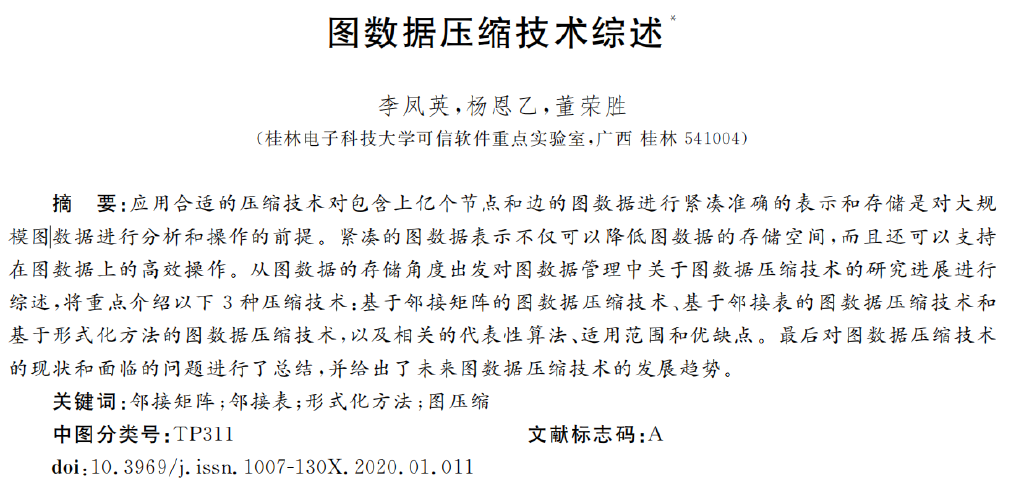 图数据压缩技术综述*
李凤英,杨恩乙,董荣胜
(桂林电子科技大学可信软件重点实验室,广西 桂林 541004)
摘 要:应用合适的压缩技术对包含上亿个节点和边的图数据进行紧凑准确的表示和存储是对大规
模图数据进行分析和操作的前提。紧凑的图数据表示不仅可以降低图数据的存储空间,而且还可以支持
在图数据上的高效操作。从图数据的存储角度出发对图数据管理中关于图数据压缩技术的研究进展进行
综述,将重点介绍以下 3 种压缩技术:基于邻接矩阵的图数据压缩技术、基于邻接表的图数据压缩技术和
基于形式化方法的图数据压缩技术,以及相关的代表性算法、适用范围和优缺点。最后对图数据压缩技术
的现状和面临的问题进行了总结,并给出了未来图数据压缩技术的发展趋势。
关键词:邻接矩阵;邻接表;形式化方法;图压缩
中图分类号:TP311 文献标志码:A
doi:10.3969/j.issn.1007-130X.2020.01.011